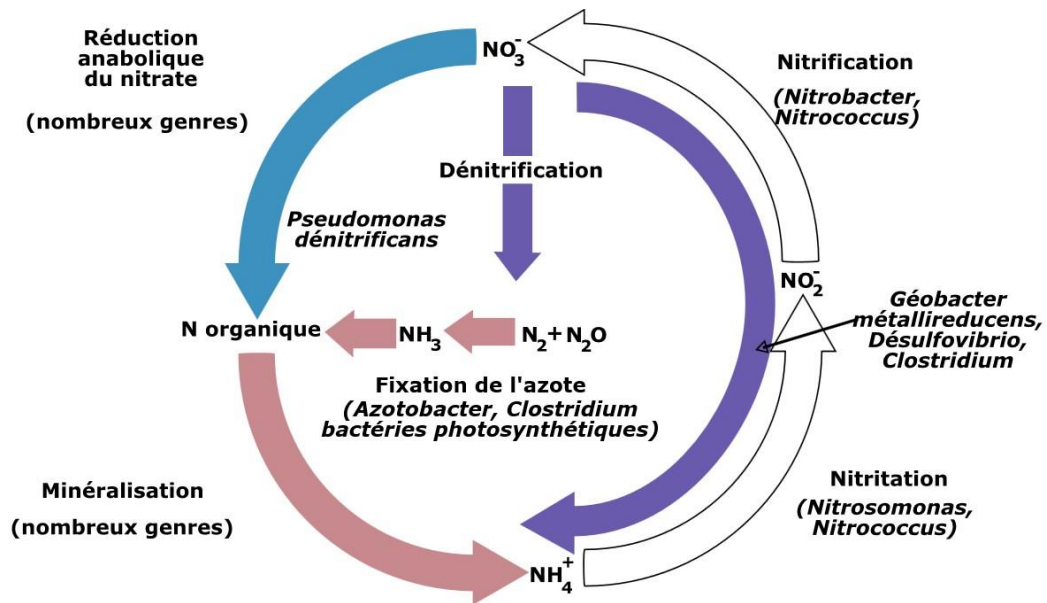 Réduction
anabolique
du nitrate
(nombreux genres)
NO₃⁻
Nitrification
(Nitrobacter,
Nitrococcus)
Dénitrification
Pseudomonas
dénitrificans
NO₂⁻
Géobacter
métallireducens,
Désulfovibrio,
Clostridium
N organique
NH₃
N₂+N₂O
Fixation de l'azote
(Azotobacter, Clostridium
bactéries photosynthétiques)
Minéralisation
(nombreux genres)
Nitritation
(Nitrosomonas,
Nitrococcus)
NH₄⁺